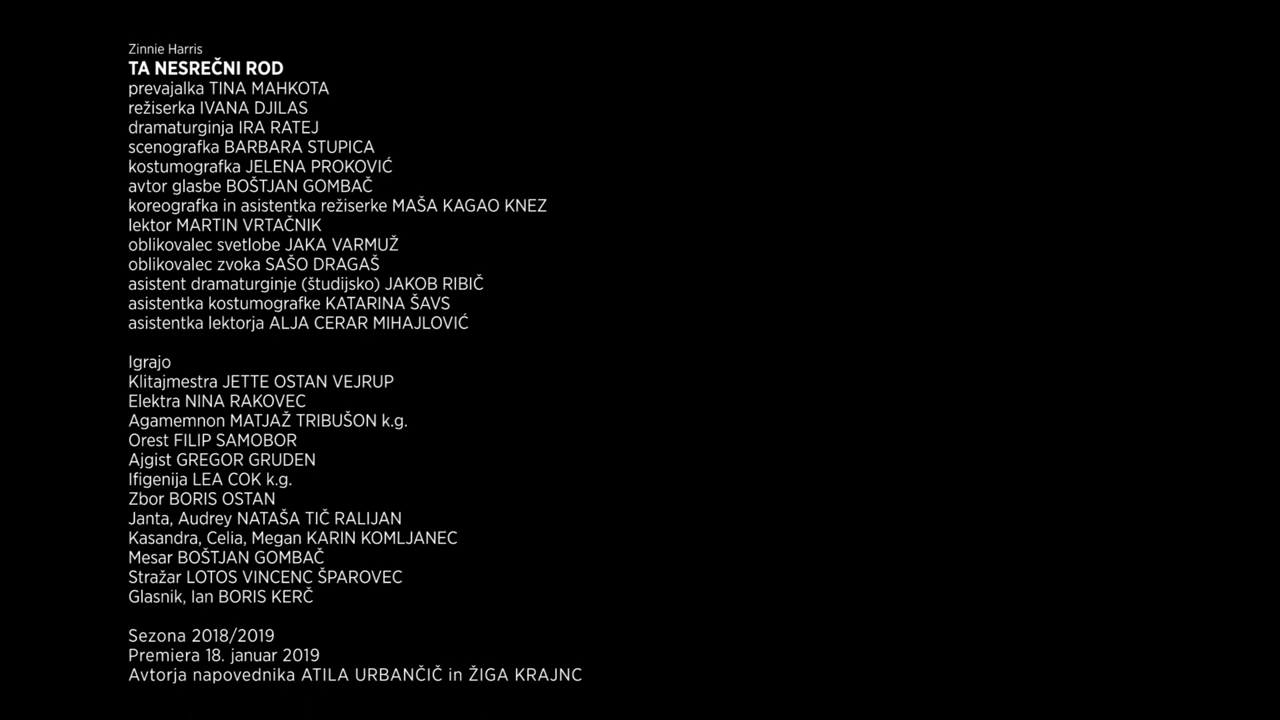 Zinnie Harris
TA NESREČNI ROD
prevajalka TINA MAHKOTA
režiserka IVANA DJILAS
dramaturginja IRA RATEJ
scenografka BARBARA STUPICA
kostumografka JELENA PROKOVIĆ
avtor glasbe BOŠTJAN GOMBAČ
koreografka in asistentka režiserke MAŠA KAGAO KNEZ
lektor MARTIN VRTAČNIK
oblikovalec svetlobe JAKA VARMUŽ
oblikovalec zvoka SAŠO DRAGAŠ
asistent dramaturginje (študijsko) JAKOB RIBIČ
asistentka kostumografke KATARINA ŠAVS
asistentka lektorja ALJA CERAR MIHAJLOVIĆ
Igrajo
Klitajmestra JETTE OSTAN VEJRUP
Elektra NINA RAKOVEC
Agamemnon MATJAŽ TRIBUŠON k.g.
Orest FILIP SAMOBOR
Ajgist GREGOR GRUDEN
Ifigenija LEA COK k.g.
Zbor BORIS OSTAN
Janta, Audrey NATAŠA TIČ RALIJAN
Kasandra, Celia, Megan KARIN KOMLJANEC
Mesar BOŠTJAN GOMBAČ
Stražar LOTOS VINCENC ŠPAROVEC
Glasnik, Ian BORIS KERČ
Sezona 2018/2019
Premiera 18. januar 2019
Avtorja napovednika ATILA URBANČIČ in ŽIGA KRAJNC